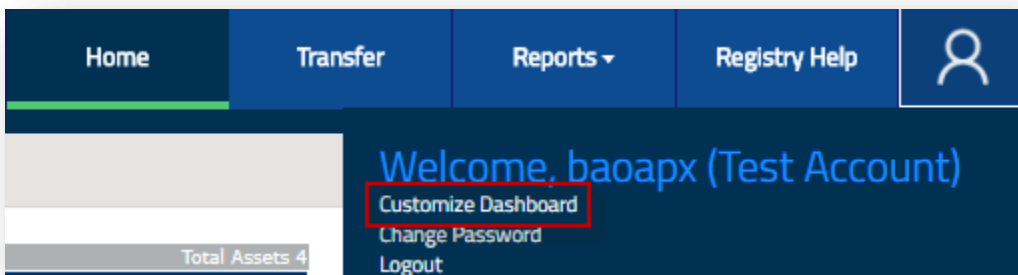 Home Transfer Reports Registry Help
Welcome, baoapx (Test Account)
Customize Dashboard
Change Password
Total Assets 4
Logout